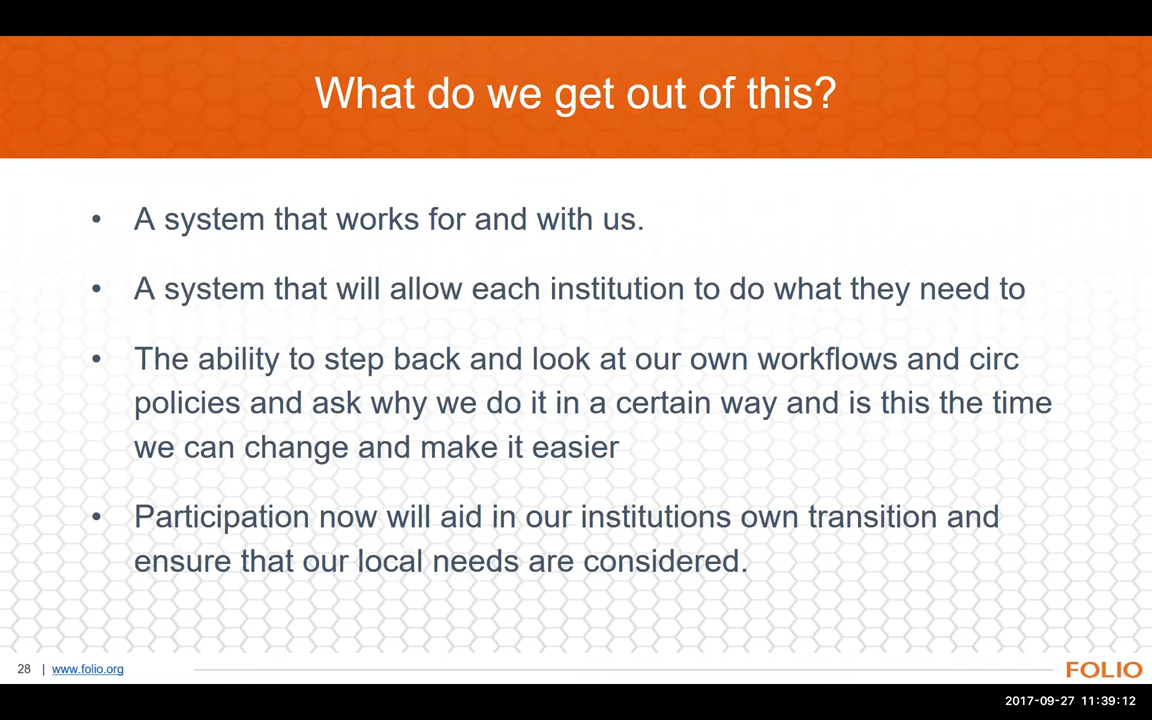 What do we get out of this?
• A system that works for and with us.
• A system that will allow each institution to do what they need to
• The ability to step back and look at our own workflows and circ
policies and ask why we do it in a certain way and is this the time
we can change and make it easier
• Participation now will aid in our institutions own transition and
ensure that our local needs are considered.
28 | www.folio.org
FOLIO
2017-09-27 11:39:12